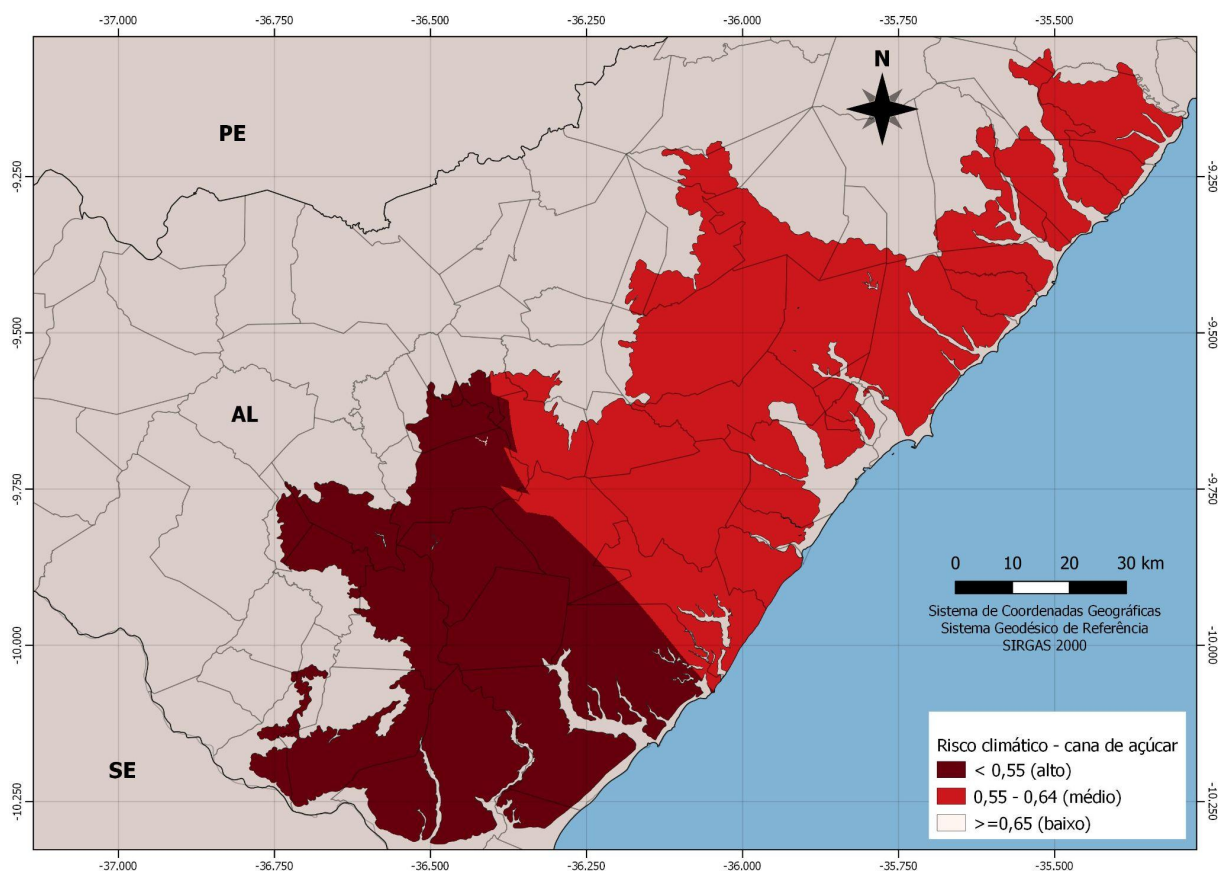 -37.000 -36.750 -36.500 -36.250 -36.000 -35.750 -35.500
N
PE
-9.250 -9.250
-9.500 -9.500
AL
-9.750 -9.750
0 10 20 30 km
Sistema de Coordenadas Geográficas
Sistema Geodésico de Referência
SIRGAS 2000
-10.000 -10.000
SE
Risco climático - cana de açúcar
< 0,55 (alto)
0,55 - 0,64 (médio)
>=0,65 (baixo)
-10.250 -10.250
-37.000 -36.750 -36.500 -36.250 -36.000 -35.750 -35.500